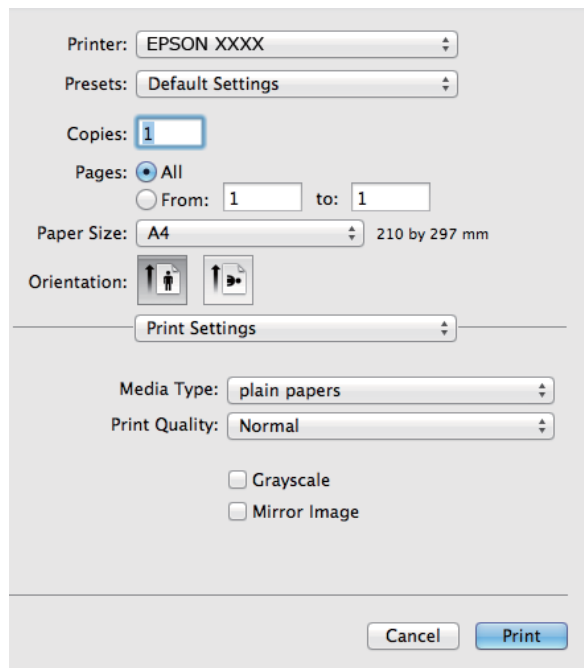 Printer: EPSON XXXX
Presets: Default Settings
Copies: 1
Pages: All
From: 1 to: 1
Paper Size: A4 210 by 297 mm
Orientation:
Print Settings
Media Type: plain papers
Print Quality: Normal
Grayscale
Mirror Image
Cancel Print